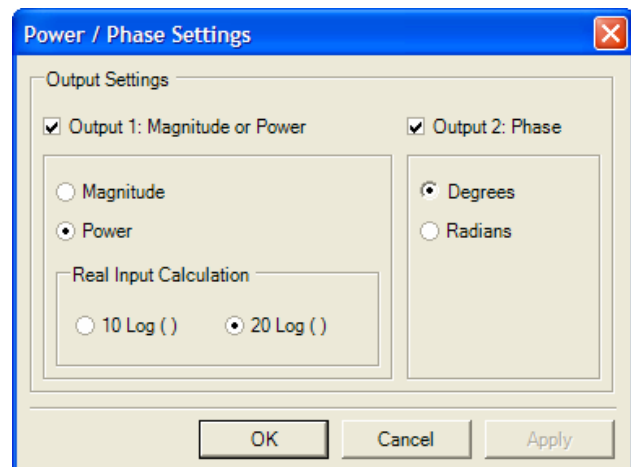 Power / Phase Settings
Output Settings
Output 1: Magnitude or Power
Output 2: Phase
Magnitude
Power
Degrees
Radians
Real Input Calculation
10 Log ( )
20 Log ( )
OK
Cancel
Apply